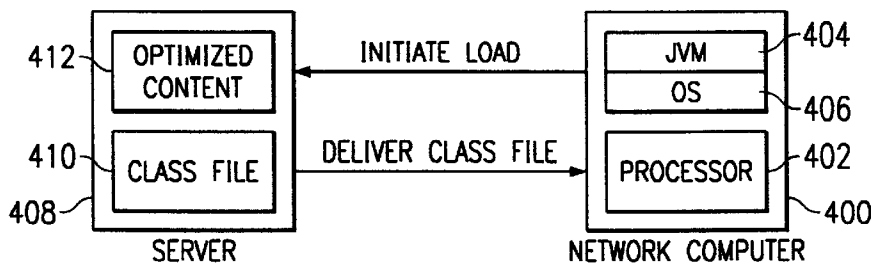 412
OPTIMIZED
CONTENT
410
CLASS FILE
408
SERVER
INITIATE LOAD
DELIVER CLASS FILE
JVM
404
OS
406
PROCESSOR
402
400
NETWORK COMPUTER